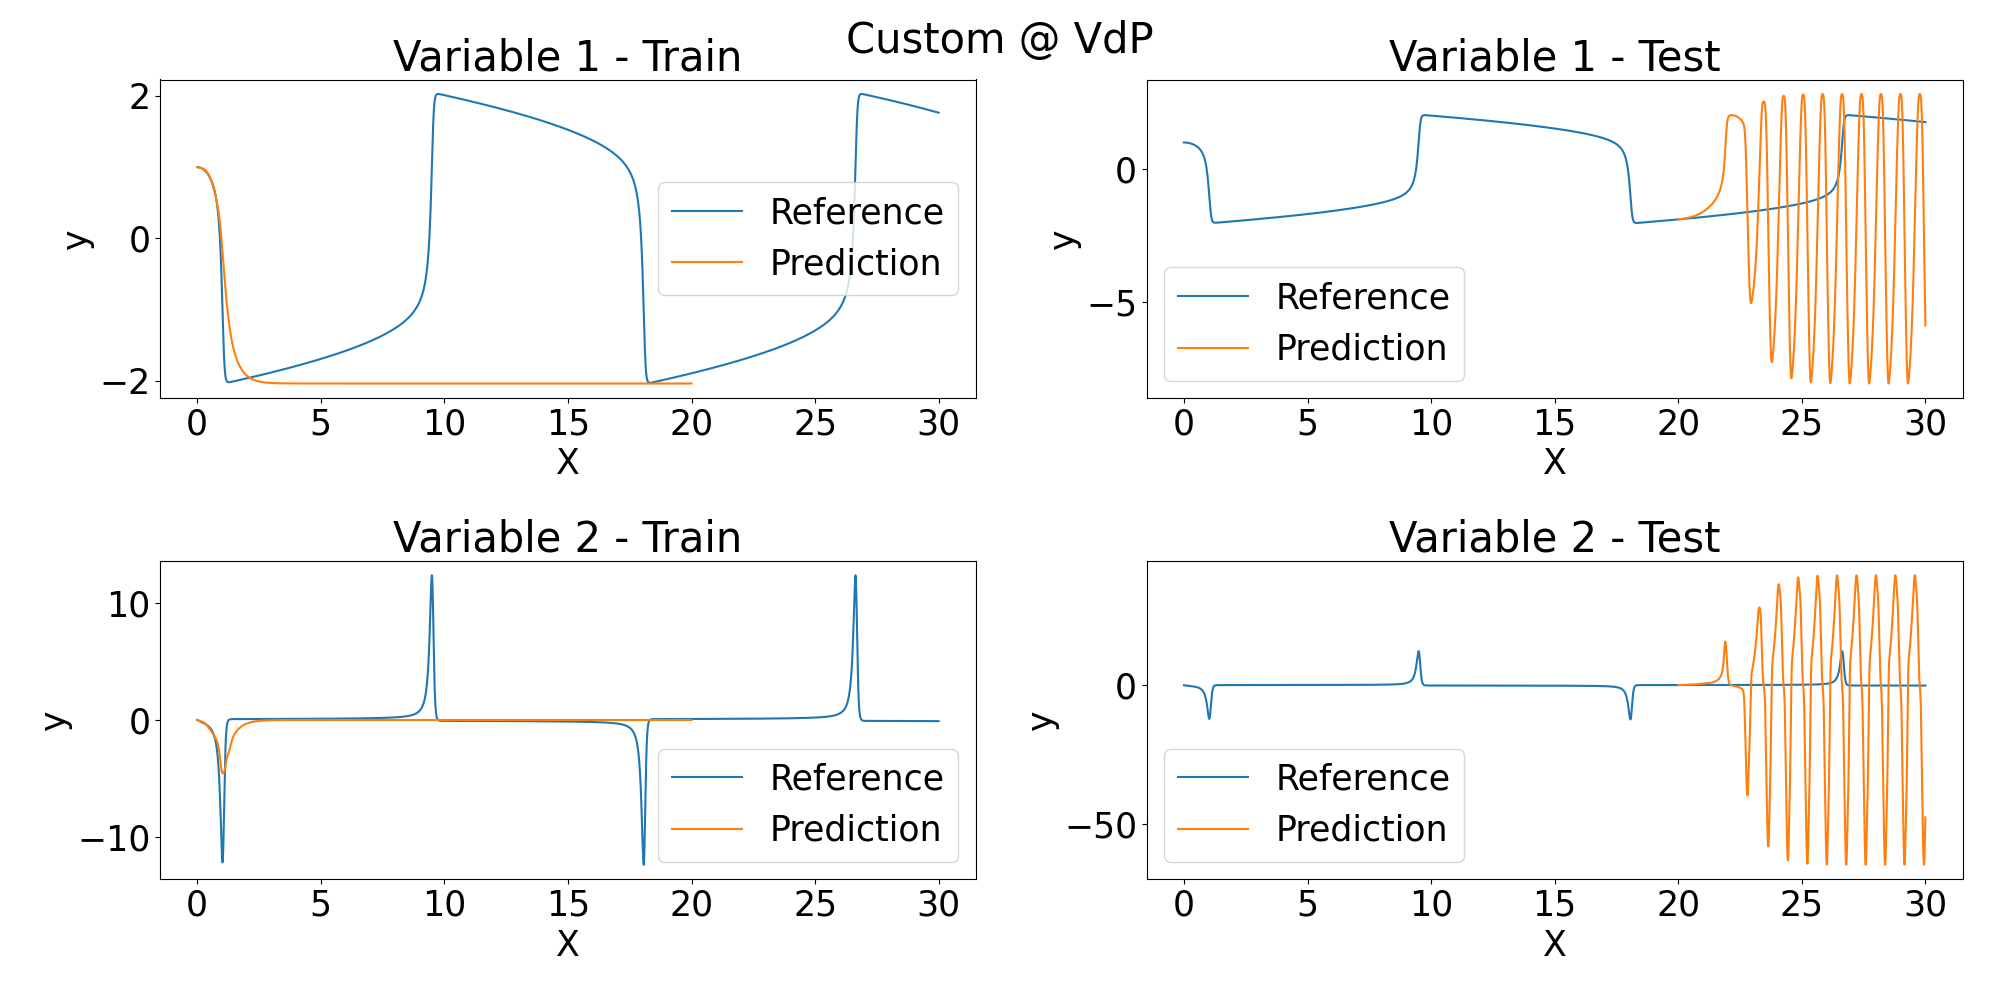 Custom @ VdP
Variable 1 - Train
2
0
−2
y
0 5 10 15 20 25 30
X
Reference
Prediction
Variable 1 - Test
0
−5
y
0 5 10 15 20 25 30
X
Reference
Prediction
Variable 2 - Train
10
0
−10
y
0 5 10 15 20 25 30
X
Reference
Prediction
Variable 2 - Test
0
−50
y
0 5 10 15 20 25 30
X
Reference
Prediction